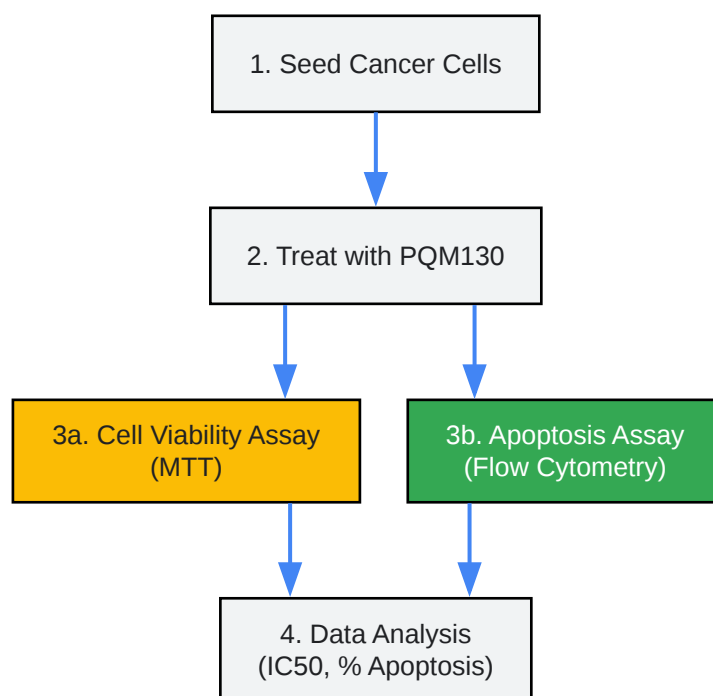 1. Seed Cancer Cells
2. Treat with PQM130
3a. Cell Viability Assay
(MTT)
3b. Apoptosis Assay
(Flow Cytometry)
4. Data Analysis
(IC50, % Apoptosis)